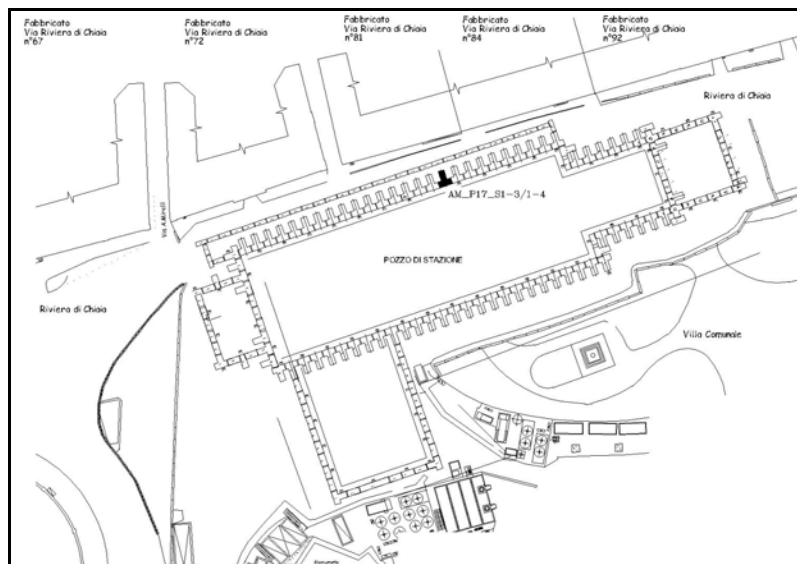 Fabbricato
Via Riviera di Chiaia
n°67
Fabbricato
Via Riviera di Chiaia
n°72
Fabbricato
Via Riviera di Chiaia
n°81
Fabbricato
Via Riviera di Chiaia
n°84
Fabbricato
Via Riviera di Chiaia
n°92
Riviera di Chiaia
AM_P17_S1-3/1-4
POZZO DI STAZIONE
Riviera di Chiaia
Villa Comunale